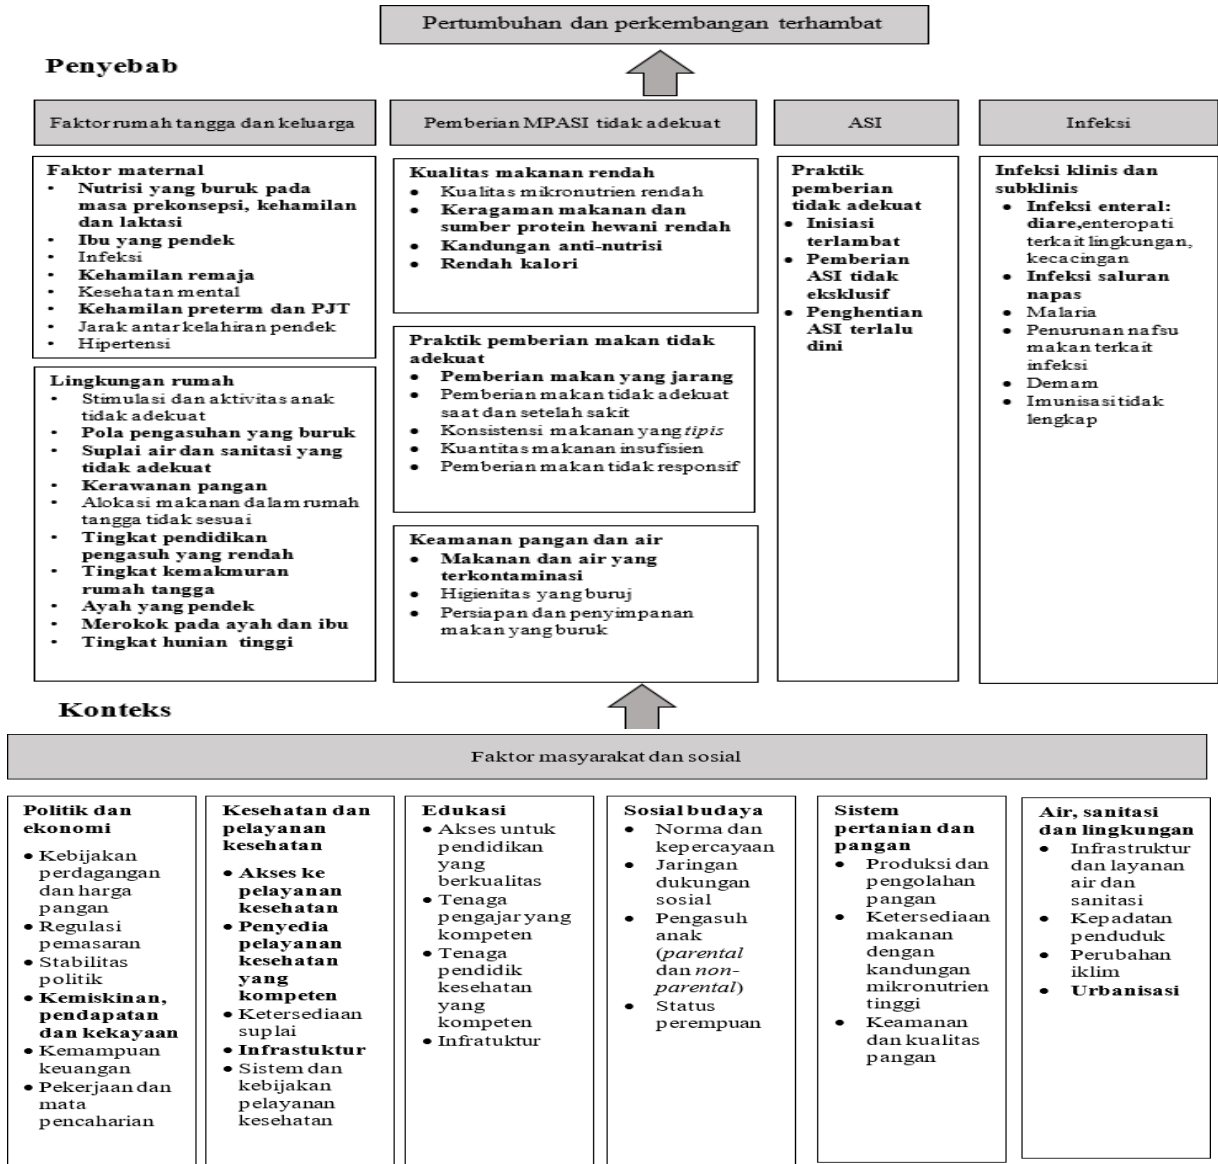 Pertumbuhan dan perkembangan terhambat
Penyebab
Faktor rumah tangga dan keluarga
Pemberian MPASI tidak adekuat
ASI
Infeksi
Faktor maternal
• Nutrisi yang buruk pada
masa prekonsepsi, kehamilan
dan laktasi
• Ibu yang pendek
• Infeksi
• Kehamilan remaja
• Kesehatan mental
• Kehamilan preterm dan PJT
• Jarak antar kelahiran pendek
• Hipertensi
Lingkungan rumah
• Stimulasi dan aktivitas anak
tidak adekuat
• Pola pengasuhan yang buruk
• Suplai air dan sanitasi yang
tidak adekuat
• Kerawanan pangan
• Alokasi makanan dalam rumah
tangga tidak sesuai
• Tingkat pendidikan
pengasuh yang rendah
• Tingkat kemakmuran
rumah tangga
• Ayah yang pendek
• Merokok pada ayah dan ibu
• Tingkat hunian tinggi
Kualitas makanan rendah
• Kualitas mikronutrien rendah
• Keragaman makanan dan
sumber protein hewani rendah
• Kandungan anti-nutrisi
• Rendah kalori
Praktik pemberian makan tidak
adekuat
• Pemberian makan yang jarang
• Pemberian makan tidak adekuat
saat dan setelah sakit
• Konsistensi makanan yang tipis
• Kuantitas makanan insufisien
• Pemberian makan tidak responsif
Keamanan pangan dan air
• Makanan dan air yang
terkontaminasi
• Higienitas yang buruj
• Persiapan dan penyimpanan
makan yang buruk
Praktik
pemberian
tidak adekuat
• Inisiasi
terlambat
• Pemberian
ASI tidak
eksklusif
• Penghentian
ASI terlalu
dini
Infeksi klinis dan
subklinis
• Infeksi enteral:
diare,enteropati
terkait lingkungan,
kecacingan
• Infeksi saluran
napas
• Malaria
• Penurunan nafsu
makan terkait
infeksi
• Demam
• Imunisasi tidak
lengkap
Konteks
Faktor masyarakat dan sosial
Politik dan
ekonomi
• Kebijakan
perdagangan
dan harga
pangan
• Regulasi
pemasaran
• Stabilitas
politik
• Kemiskinan,
pendapatan
dan kekayaan
• Kemampuan
keuangan
• Pekerjaan dan
mata
pencaharian
Kesehatan dan
pelayanan
kesehatan
• Akses ke
pelayanan
kesehatan
• Penyedia
pelayanan
kesehatan
yang
kompeten
• Ketersediaan
suplai
• Infrastuktur
• Sistem dan
kebijakan
pelayanan
kesehatan
Edukasi
• Akses untuk
pendidikan
yang
berkualitas
• Tenaga
pengajar yang
kompeten
• Tenaga
pendidik
kesehatan
yang
kompeten
• Infratuktur
Sosial budaya
• Norma dan
kepercayaan
• Jaringan
dukungan
sosial
• Pengasuh
anak
(parental
dan non-
parental)
• Status
perempuan
Sistem
pertanian dan
pangan
• Produksi dan
pengolahan
pangan
• Ketersediaan
makanan
dengan
kandungan
mikronutrien
tinggi
• Keamanan
dan kualitas
pangan
Air, sanitasi
dan lingkungan
• Infrastruktur
dan layanan
air dan
sanitasi
• Kepadatan
penduduk
• Perubahan
iklim
• Urbanisasi